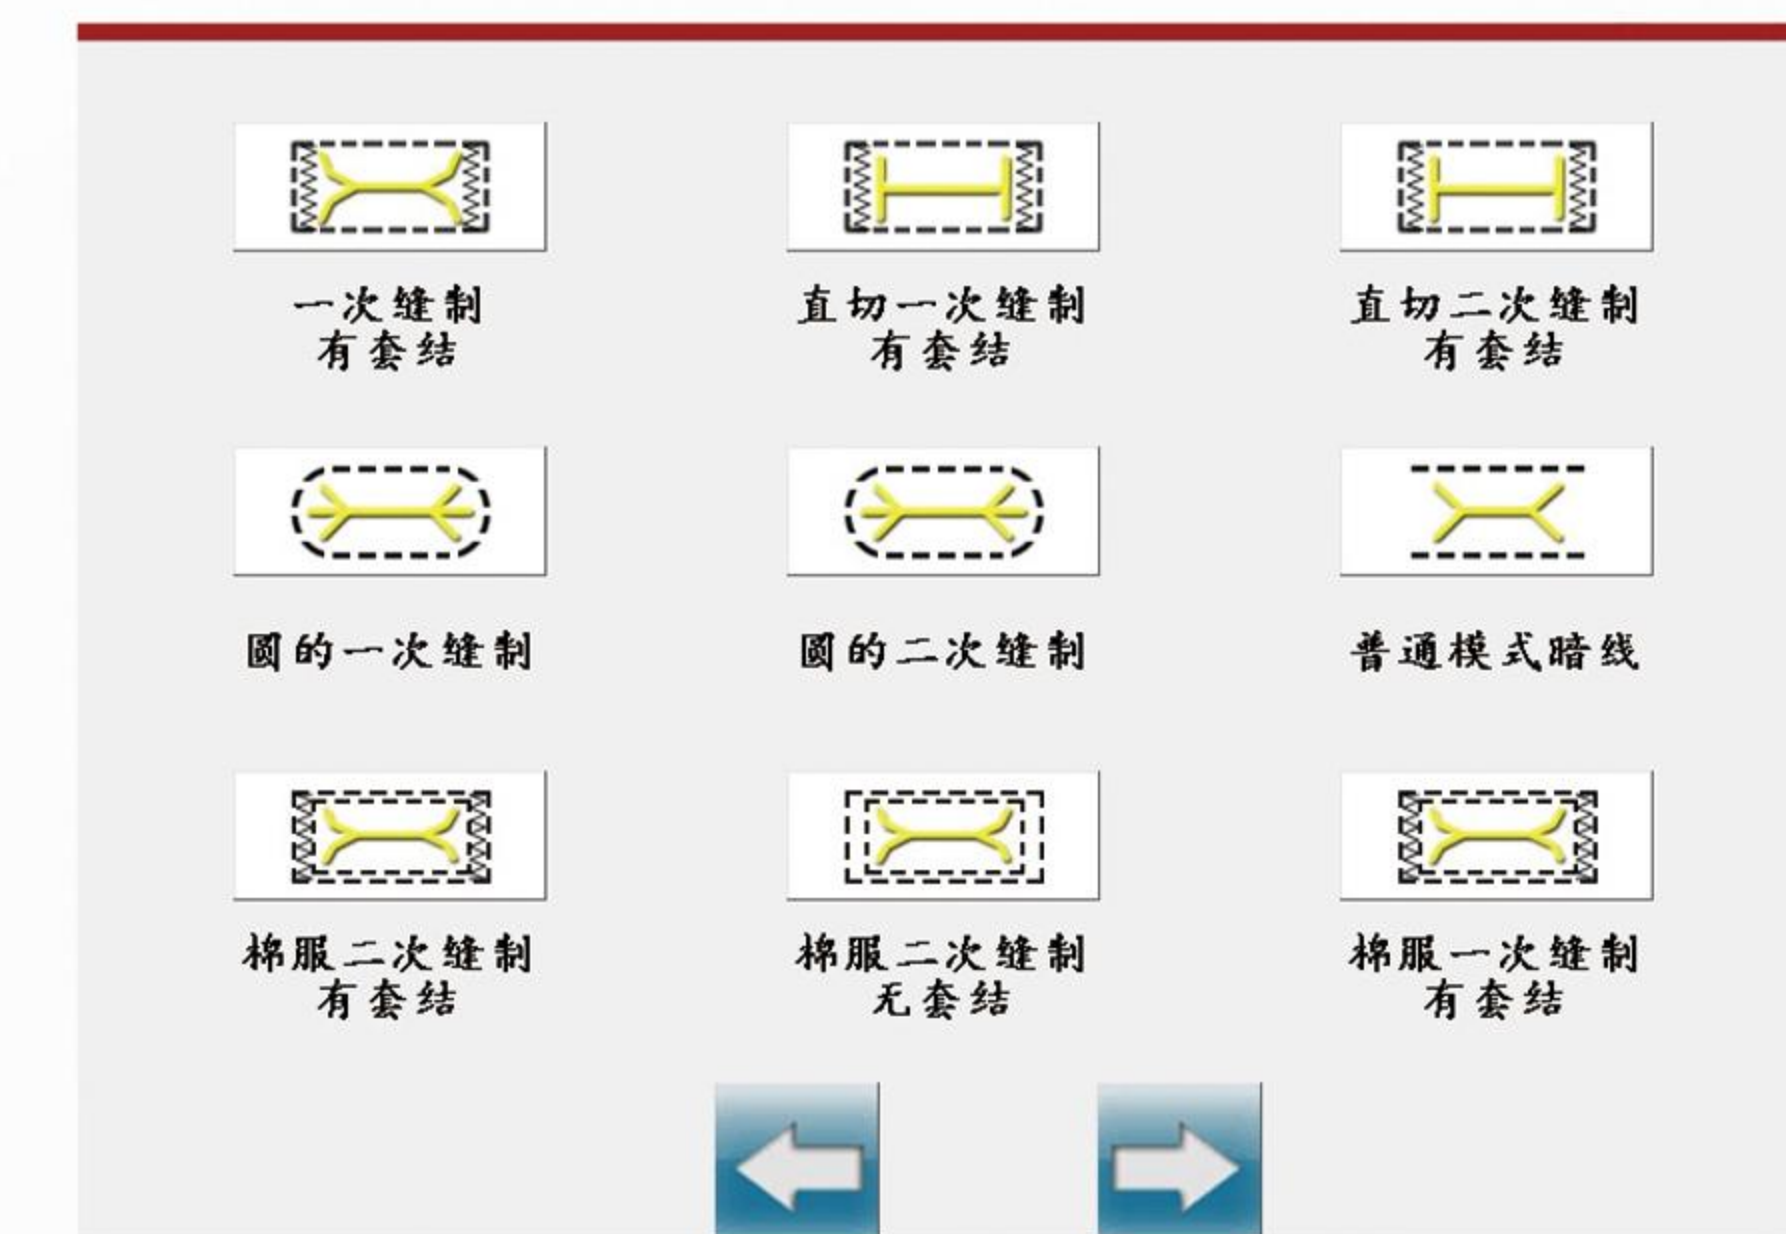 一次缝制
有套结
直切一次缝制
有套结
直切二次缝制
有套结
圆的一次缝制
圆的二次缝制
普通模式暗线
棉服二次缝制
有套结
棉服二次缝制
无套结
棉服一次缝制
有套结